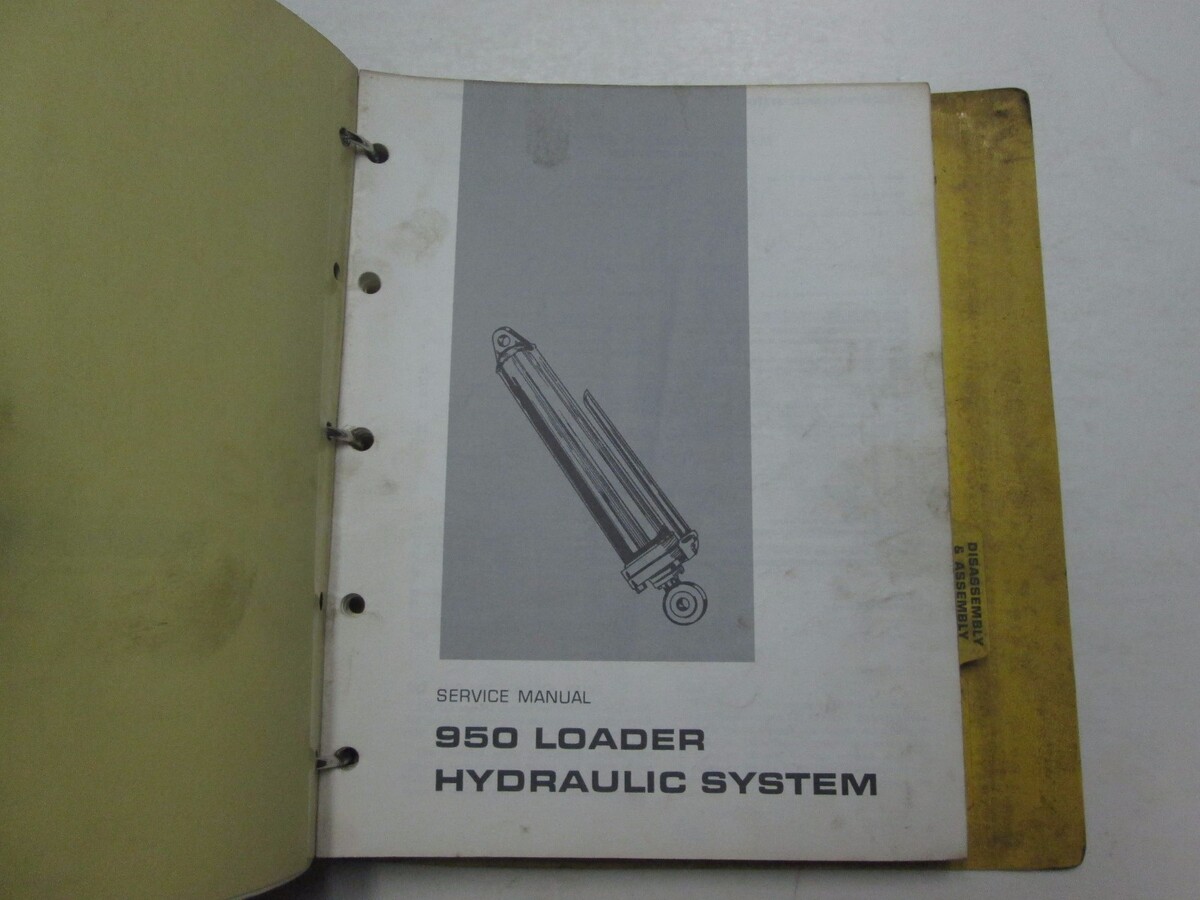 SERVICE MANUAL
950 LOADER
HYDRAULIC SYSTEM
DISASSEMBLY
& ASSEMBLY